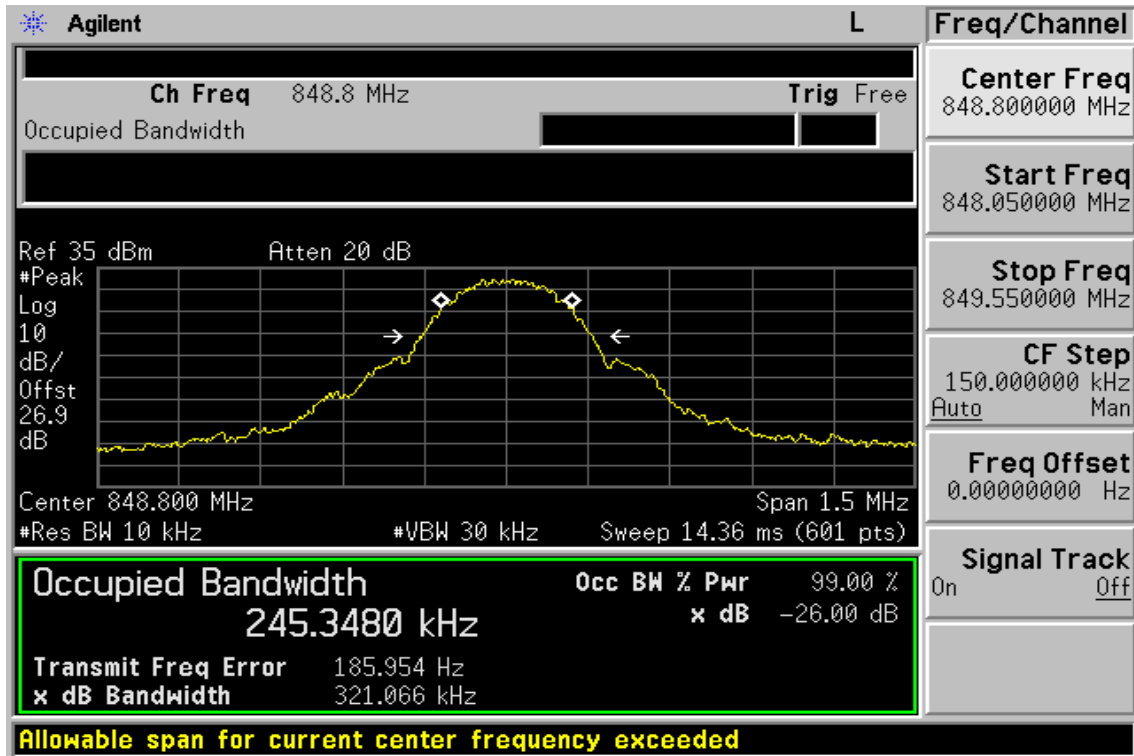 Agilent L Freq/Channel
Ch Freq 848.8 MHz Trig Free
Occupied Bandwidth
Center Freq
848.800000 MHz
Start Freq
848.050000 MHz
Stop Freq
849.550000 MHz
CF Step
150.000000 kHz
Auto Man
Freq Offset
0.00000000 Hz
Signal Track
On Off
Ref 35 dBm Atten 20 dB
#Peak
Log
10
dB/
Offst
26.9
dB
Center 848.800 MHz Span 1.5 MHz
#Res BW 10 kHz #VBW 30 kHz Sweep 14.36 ms (601 pts)
Occupied Bandwidth Occ BW % Pwr 99.00 %
245.3480 kHz x dB -26.00 dB
Transmit Freq Error 185.954 Hz
x dB Bandwidth 321.066 kHz
Allowable span for current center frequency exceeded